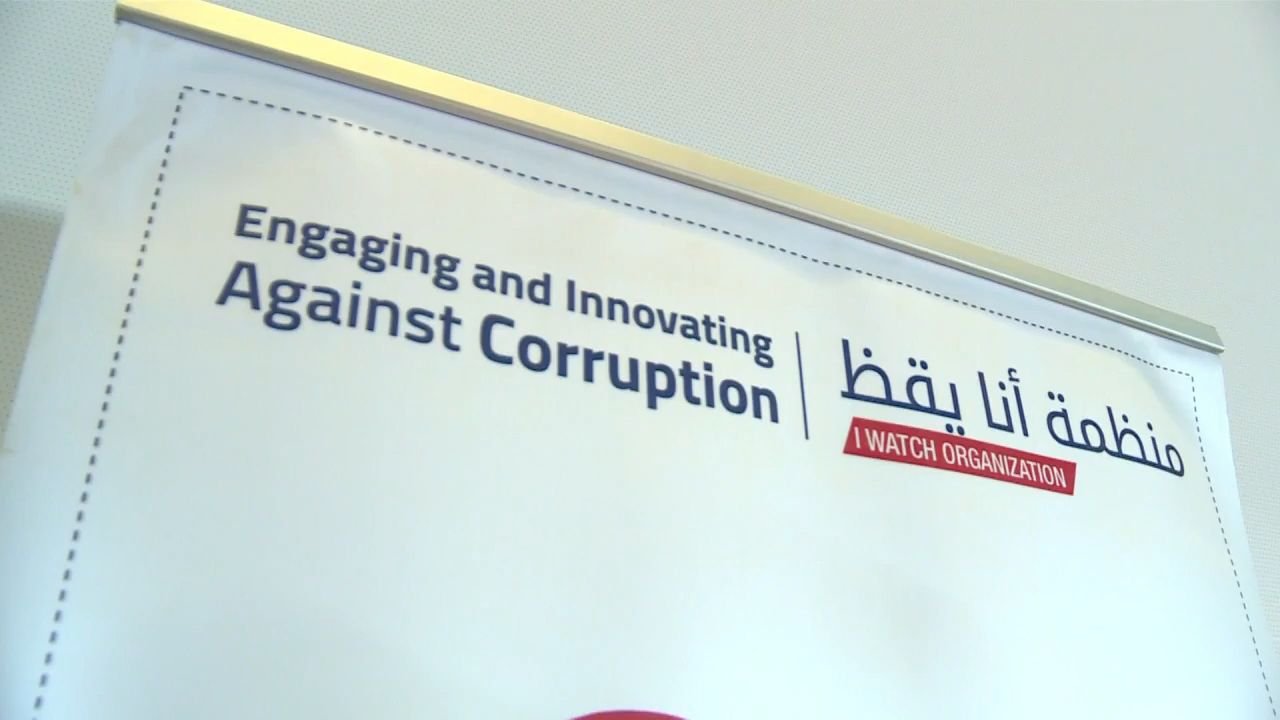 Engaging and Innovating
Against Corruption
منظمة أنا يقظ
I WATCH ORGANIZATION